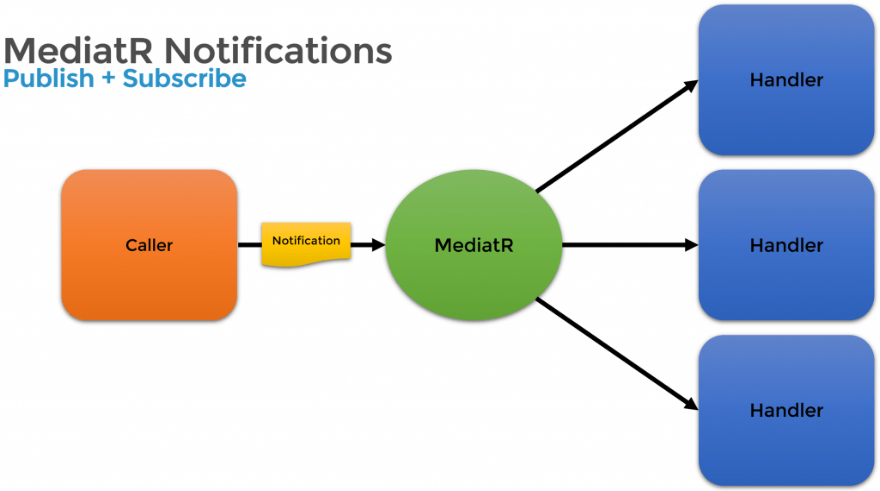 MediatR Notifications
Publish + Subscribe
Handler
Caller
Notification
MediatR
Handler
Handler